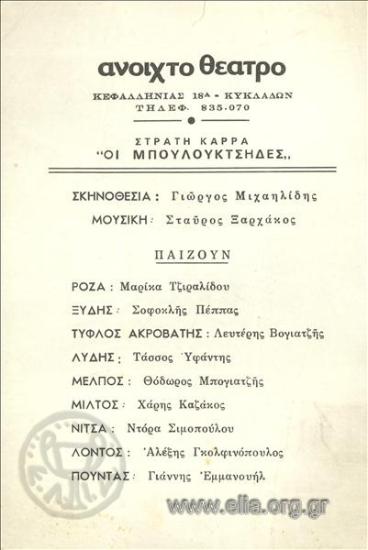 ανοιχτο θεατρο
ΚΕΦΑΛΛΗΝΙΑΣ 18Α - ΚΥΚΛΑΔΩΝ
ΤΗΛΕΦ. 835.070
ΣΤΡΑΤΗ ΚΑΡΡΑ
"ΟΙ ΜΠΟΥΛΟΥΚΤΣΗΔΕΣ„
ΣΚΗΝΟΘΕΣΙΑ : Γιῶργος Μιχαηλίδης
ΜΟΥΣΙΚΗ: Σταῦρος Ξαρχάκος
ΠΑΙΖΟΥΝ
ΡΟΖΑ : Μαρίκα Τζιραλίδου
ΞΥΔΗΣ: Σοφοκλῆς Πέππας
ΤΥΦΛΟΣ ΑΚΡΟΒΑΤΗΣ : Λευτέρης Βογιατζῆς
ΛΥΔΗΣ: Τάσσος Ὑφάντης
ΜΕΛΠΟΣ: Θόδωρος Μπογιατζῆς
ΜΙΛΤΟΣ: Χάρης Καζάκος
ΝΙΤΣΑ : Ντόρα Σιμοπούλου
ΛΟΝΤΟΣ: Ἀλέξης Γκολφινόπουλος
ΠΟΥΝΤΑΣ: Γιάννης Ἐμμανουήλ
www.elia.org.gr